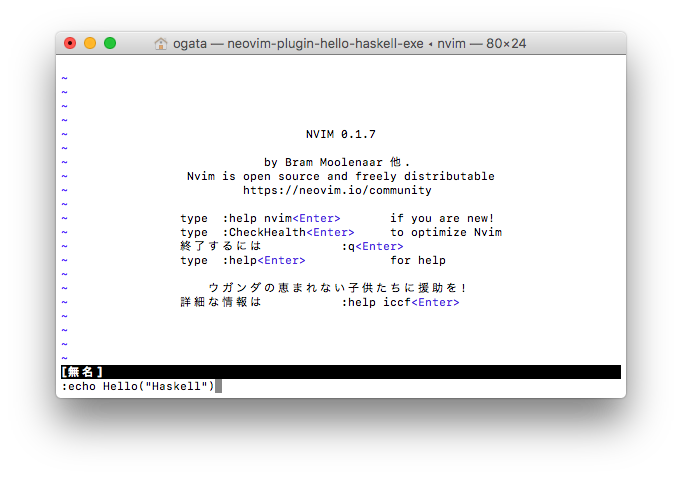 ogata — neovim-plugin-hello-haskell-exe ◂ nvim — 80×24
~
~
~
~
~ NVIM 0.1.7
~
~ by Bram Moolenaar 他.
~ Nvim is open source and freely distributable
~ https://neovim.io/community
~
~ type :help nvim<Enter> if you are new!
~ type :CheckHealth<Enter> to optimize Nvim
~ 終了するには :q<Enter>
~ type :help<Enter> for help
~
~ ウガンダの恵まれない子供たちに援助を!
~ 詳細な情報は :help iccf<Enter>
~
~
~
~
[無名]
:echo Hello("Haskell")